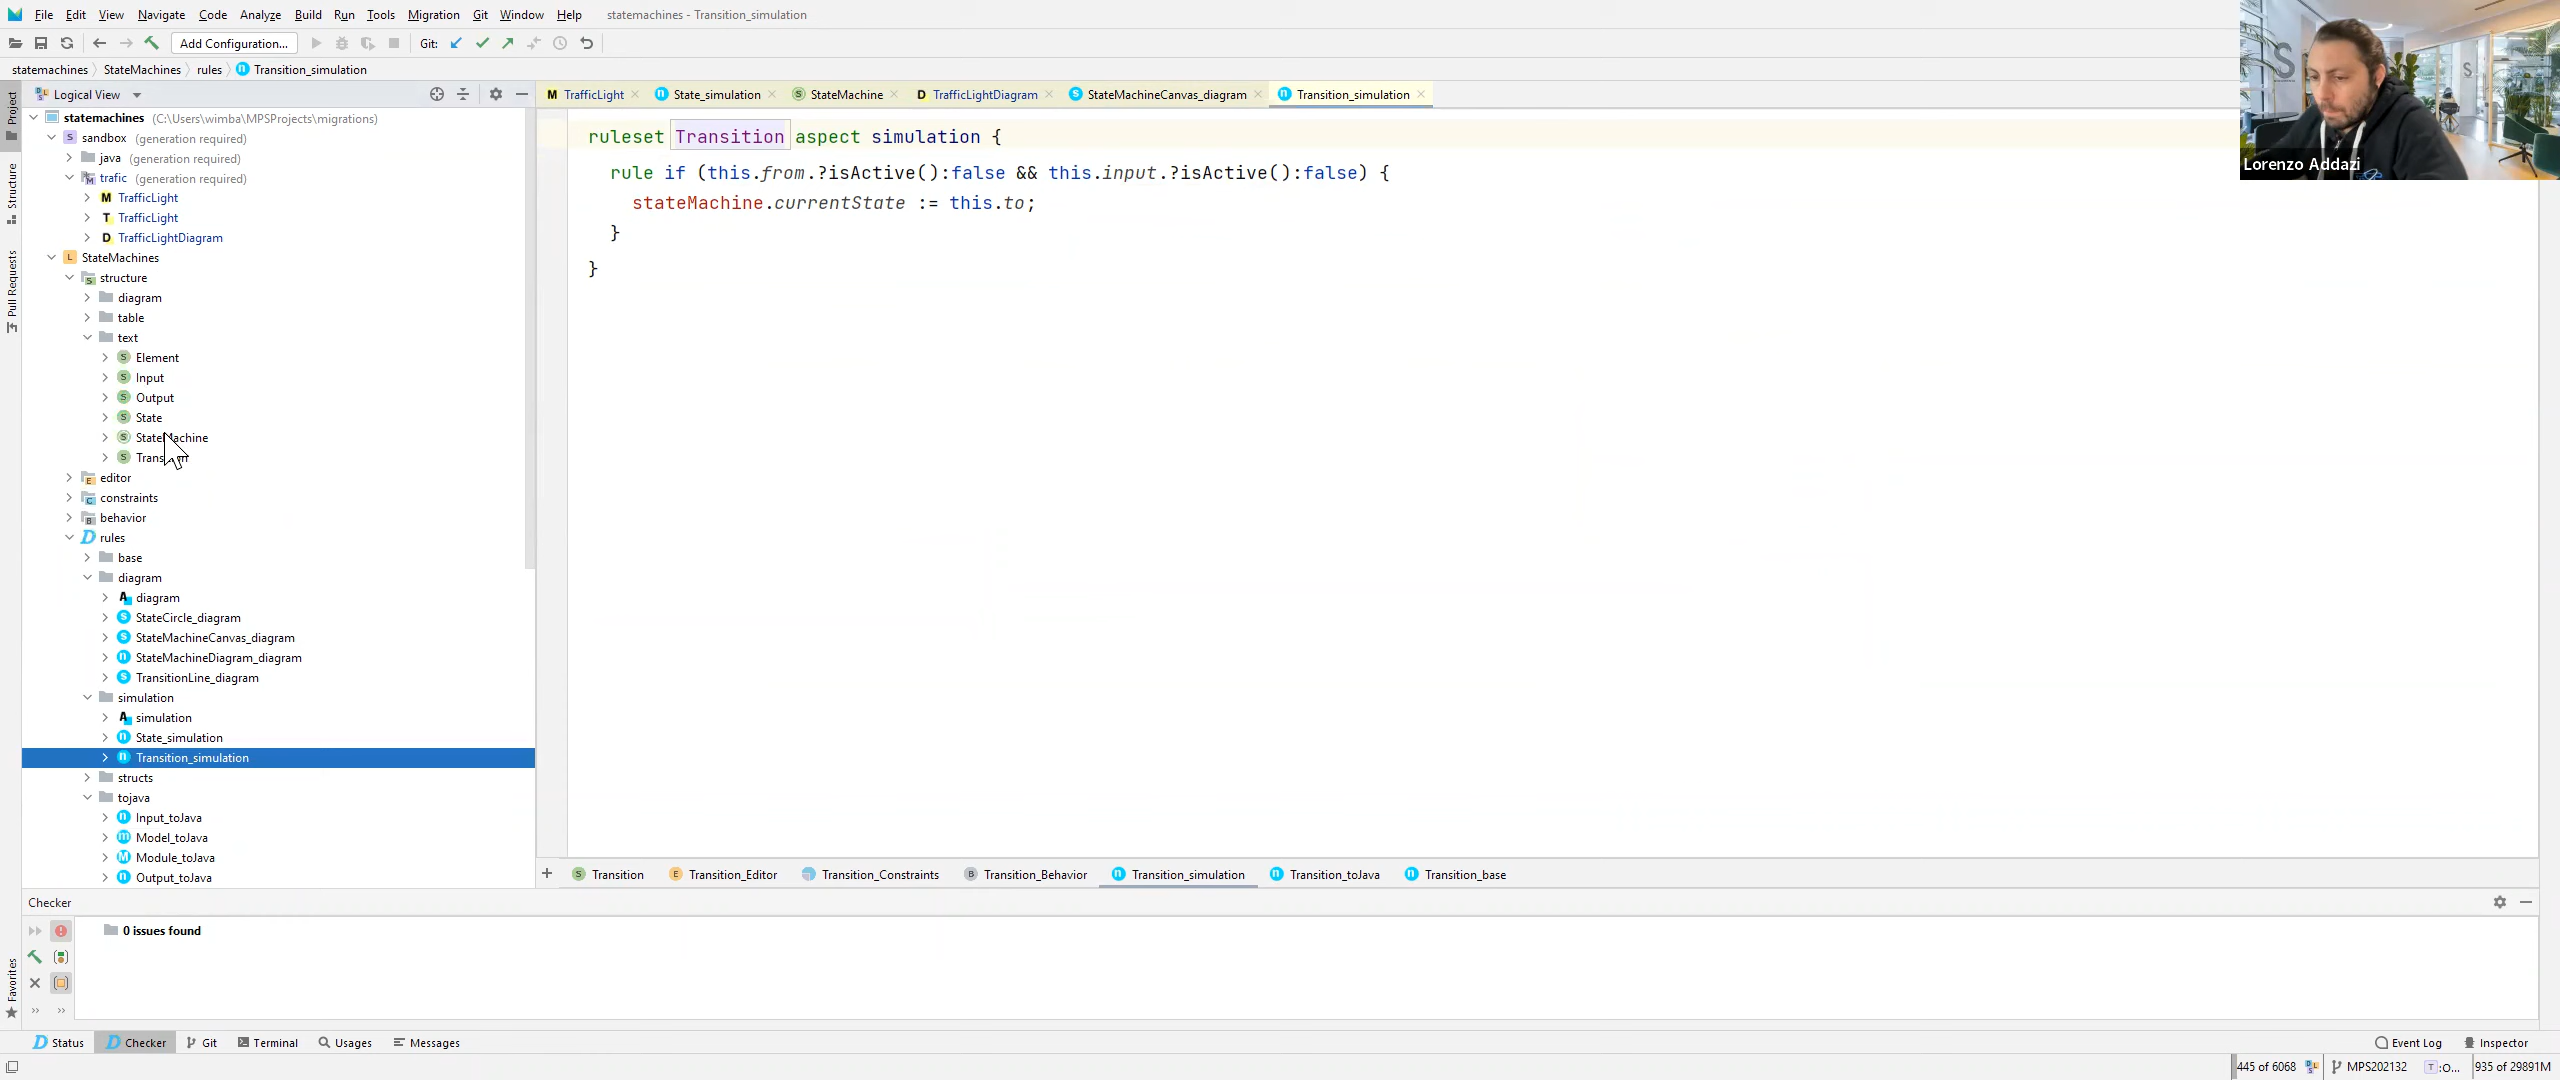 File Edit View Navigate Code Analyze Build Run Tools Migration Git Window Help statemachines - Transition_simulation
Add Configuration... Git:
statemachines StateMachines rules Transition_simulation
Logical View
TrafficLight State_simulation StateMachine TrafficLightDiagram StateMachineCanvas_diagram Transition_simulation
Project
Structure
Pull Requests
Favorites
statemachines (C:\Users\wimba\MPSProjects\migrations)
sandbox (generation required)
java (generation required)
trafic (generation required)
TrafficLight
TrafficLight
TrafficLightDiagram
StateMachines
structure
diagram
table
text
Element
Input
Output
State
StateMachine
editor
constraints
behavior
rules
base
diagram
diagram
StateCircle_diagram
StateMachineCanvas_diagram
StateMachineDiagram_diagram
TransitionLine_diagram
simulation
simulation
State_simulation
Transition_simulation
structs
tojava
Input_toJava
Model_toJava
Module_toJava
Output_toJava
ruleset Transition aspect simulation {
rule if (this.from.?isActive():false && this.input.?isActive():false) {
stateMachine.currentState := this.to;
}
}
Lorenzo Addazi
Transition Transition_Editor Transition_Constraints Transition_Behavior Transition_simulation Transition_toJava Transition_base
Checker
0 issues found
Status Checker Git Terminal Usages Messages Event Log Inspector
445 of 6068 MPS202132 T :O... 935 of 29891M